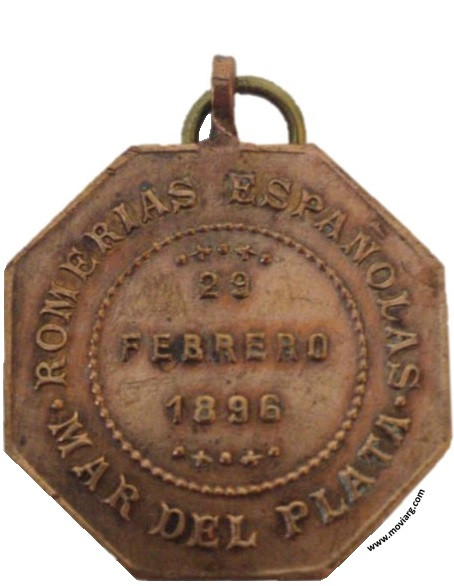 ROMERIAS ESPAÑOLAS
29
FEBRERO
1896
· MAR DEL PLATA ·
www.moviarg.com